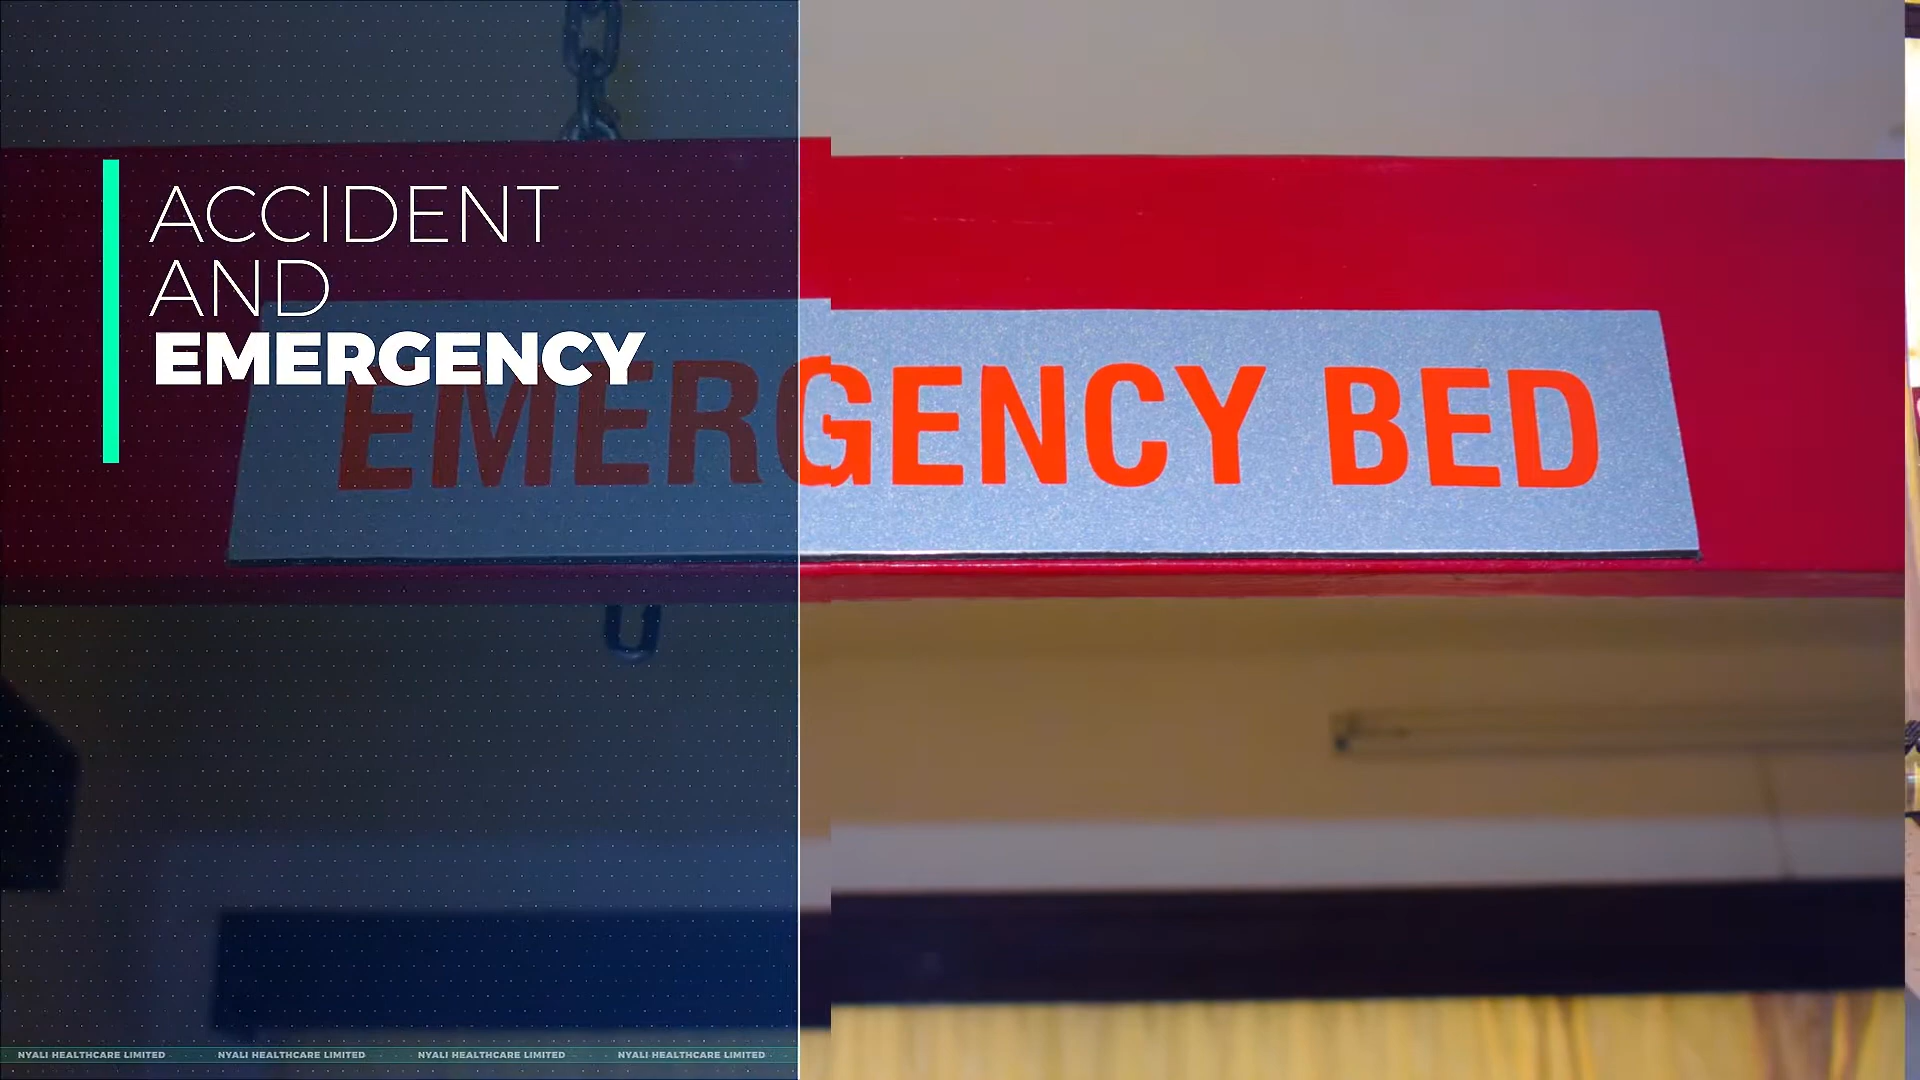 ACCIDENT
AND
EMERGENCY
EMERGENCY BED
NYALI HEALTHCARE LIMITED NYALI HEALTHCARE LIMITED NYALI HEALTHCARE LIMITED NYALI HEALTHCARE LIMITED